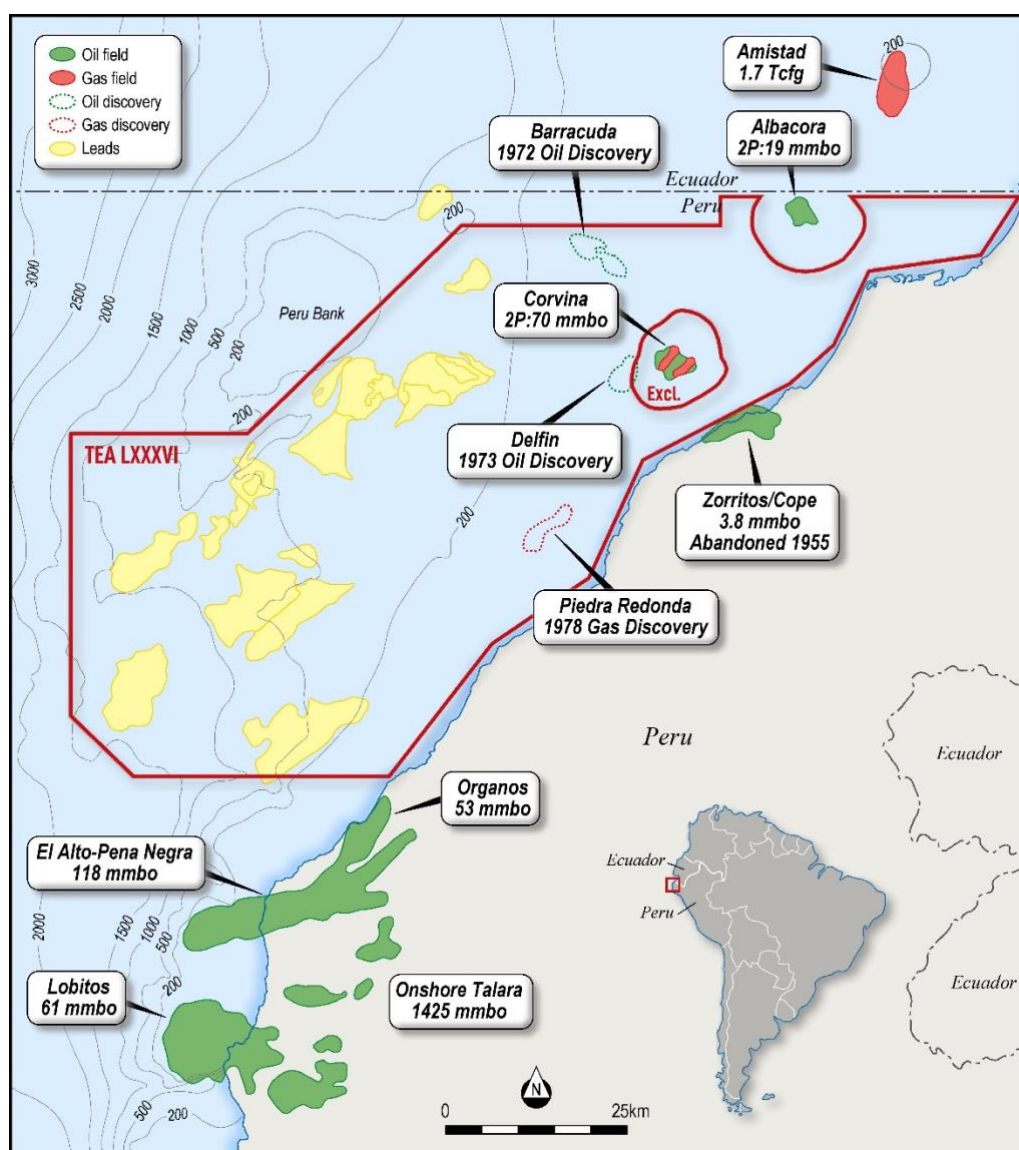 Oil field
Gas field
Oil discovery
Gas discovery
Leads
200
Amistad
1.7 Tcfg
Barracuda
1972 Oil Discovery
Albacora
2P:19 mmbo
Ecuador
Peru
200
3000
2500
2000
1500
1000
500
200
Peru Bank
Corvina
2P:70 mmbo
Excl.
200
TEA LXXXVI
Delfin
1973 Oil Discovery
200
Zorritos/Cope
3.8 mmbo
Abandoned 1955
Piedra Redonda
1978 Gas Discovery
Peru
Ecuador
Organos
53 mmbo
El Alto-Pena Negra
118 mmbo
2000
1500
1000
500
200
Ecuador
Peru
Lobitos
61 mmbo
Onshore Talara
1425 mmbo
Ecuador
500
200
N
0
25km